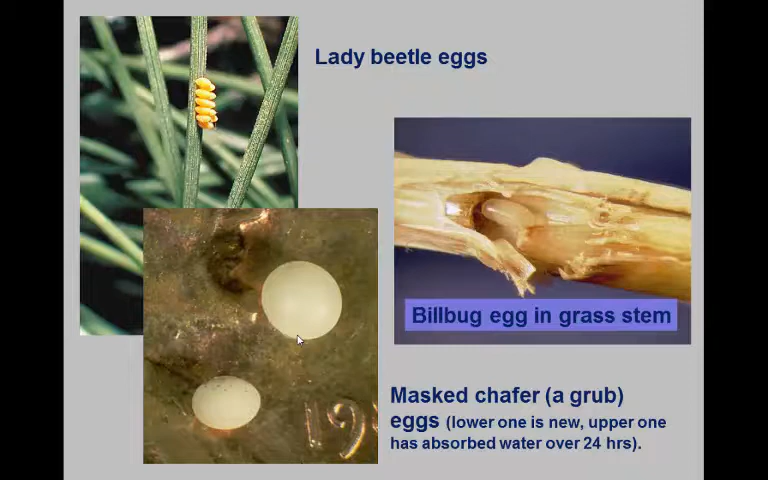 Lady beetle eggs
Billbug egg in grass stem
Masked chafer (a grub)
eggs (lower one is new, upper one
has absorbed water over 24 hrs).
19